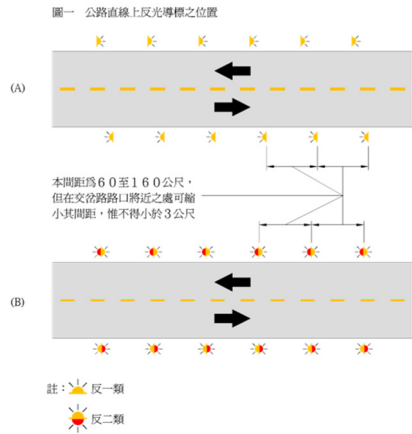 圖一 公路直線上反光導標之位置
(A)
本間距為60至160公尺,
但在交岔路路口將近之處可縮
小其間距,惟不得小於3公尺
(B)
註:反一類
反二類